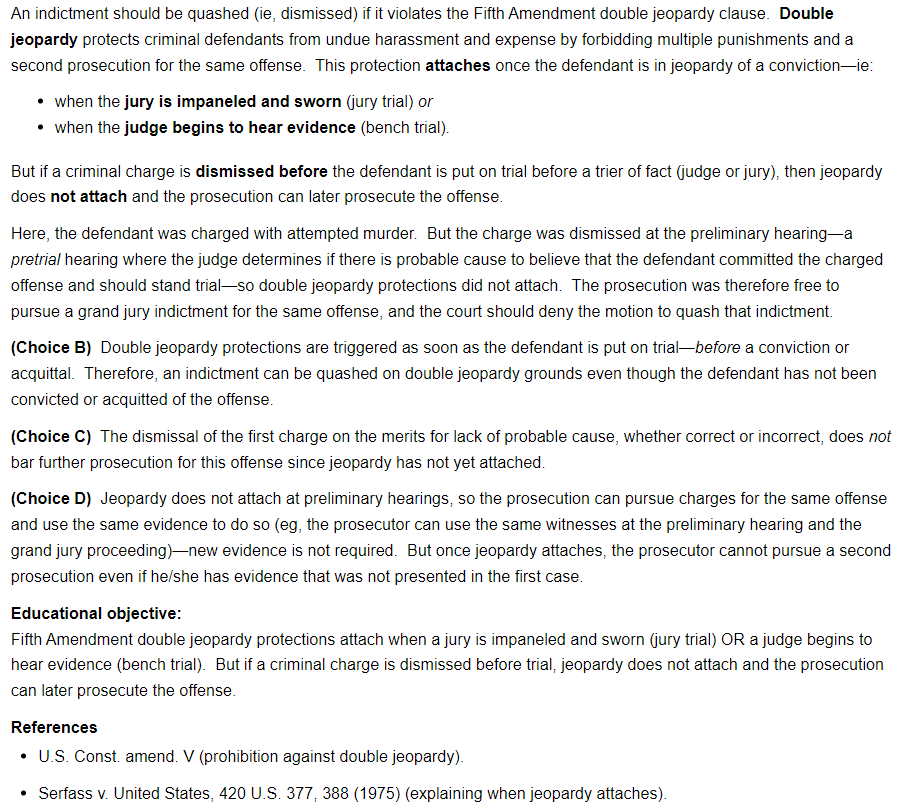 An indictment should be quashed (ie, dismissed) if it violates the Fifth Amendment double jeopardy clause.  Double
jeopardy protects criminal defendants from undue harassment and expense by forbidding multiple punishments and a
second prosecution for the same offense.  This protection attaches once the defendant is in jeopardy of a conviction—ie:
• when the jury is impaneled and sworn (jury trial) or
• when the judge begins to hear evidence (bench trial).
But if a criminal charge is dismissed before the defendant is put on trial before a trier of fact (judge or jury), then jeopardy
does not attach and the prosecution can later prosecute the offense.
Here, the defendant was charged with attempted murder.  But the charge was dismissed at the preliminary hearing—a
pretrial hearing where the judge determines if there is probable cause to believe that the defendant committed the charged
offense and should stand trial—so double jeopardy protections did not attach.  The prosecution was therefore free to
pursue a grand jury indictment for the same offense, and the court should deny the motion to quash that indictment.
(Choice B)  Double jeopardy protections are triggered as soon as the defendant is put on trial—before a conviction or
acquittal.  Therefore, an indictment can be quashed on double jeopardy grounds even though the defendant has not been
convicted or acquitted of the offense.
(Choice C)  The dismissal of the first charge on the merits for lack of probable cause, whether correct or incorrect, does not
bar further prosecution for this offense since jeopardy has not yet attached.
(Choice D)  Jeopardy does not attach at preliminary hearings, so the prosecution can pursue charges for the same offense
and use the same evidence to do so (eg, the prosecutor can use the same witnesses at the preliminary hearing and the
grand jury proceeding)—new evidence is not required.  But once jeopardy attaches, the prosecutor cannot pursue a second
prosecution even if he/she has evidence that was not presented in the first case.
Educational objective:
Fifth Amendment double jeopardy protections attach when a jury is impaneled and sworn (jury trial) OR a judge begins to
hear evidence (bench trial).  But if a criminal charge is dismissed before trial, jeopardy does not attach and the prosecution
can later prosecute the offense.
References
• U.S. Const. amend. V (prohibition against double jeopardy).
• Serfass v. United States, 420 U.S. 377, 388 (1975) (explaining when jeopardy attaches).